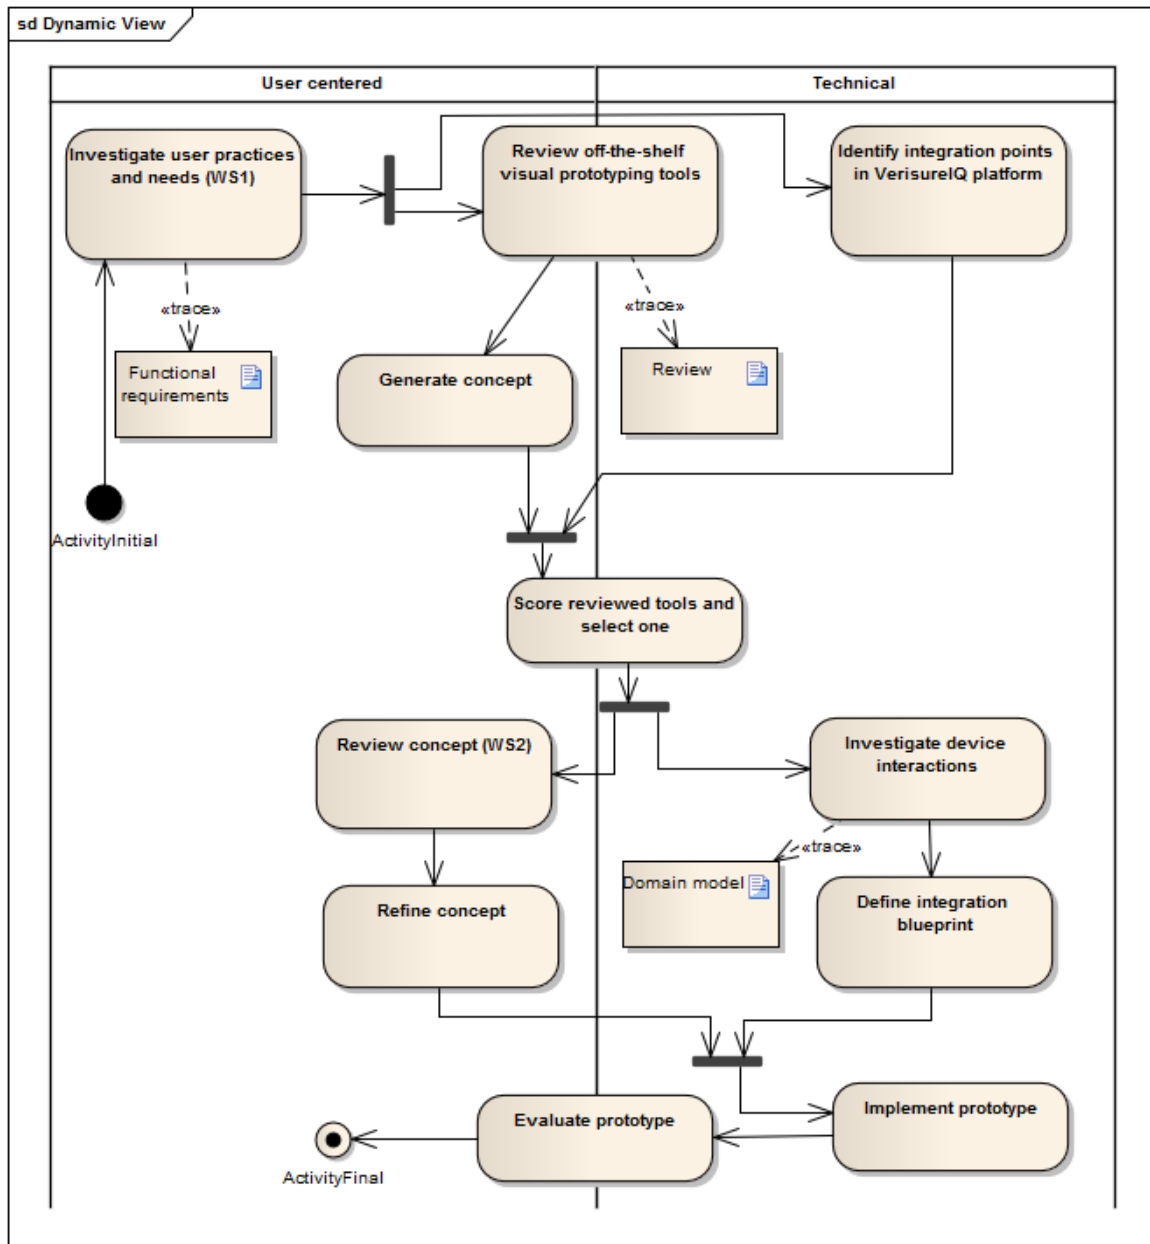 sd Dynamic View
User centered
Technical
Investigate user practices
and needs (WS1)
Review off-the-shelf
visual prototyping tools
Identify integration points
in VerisureIQ platform
«trace»
«trace»
Functional
requirements
Generate concept
Review
ActivityInitial
Score reviewed tools and
select one
Review concept (WS2)
Investigate device
interactions
«trace»
Domain model
Refine concept
Define integration
blueprint
Evaluate prototype
Implement prototype
ActivityFinal